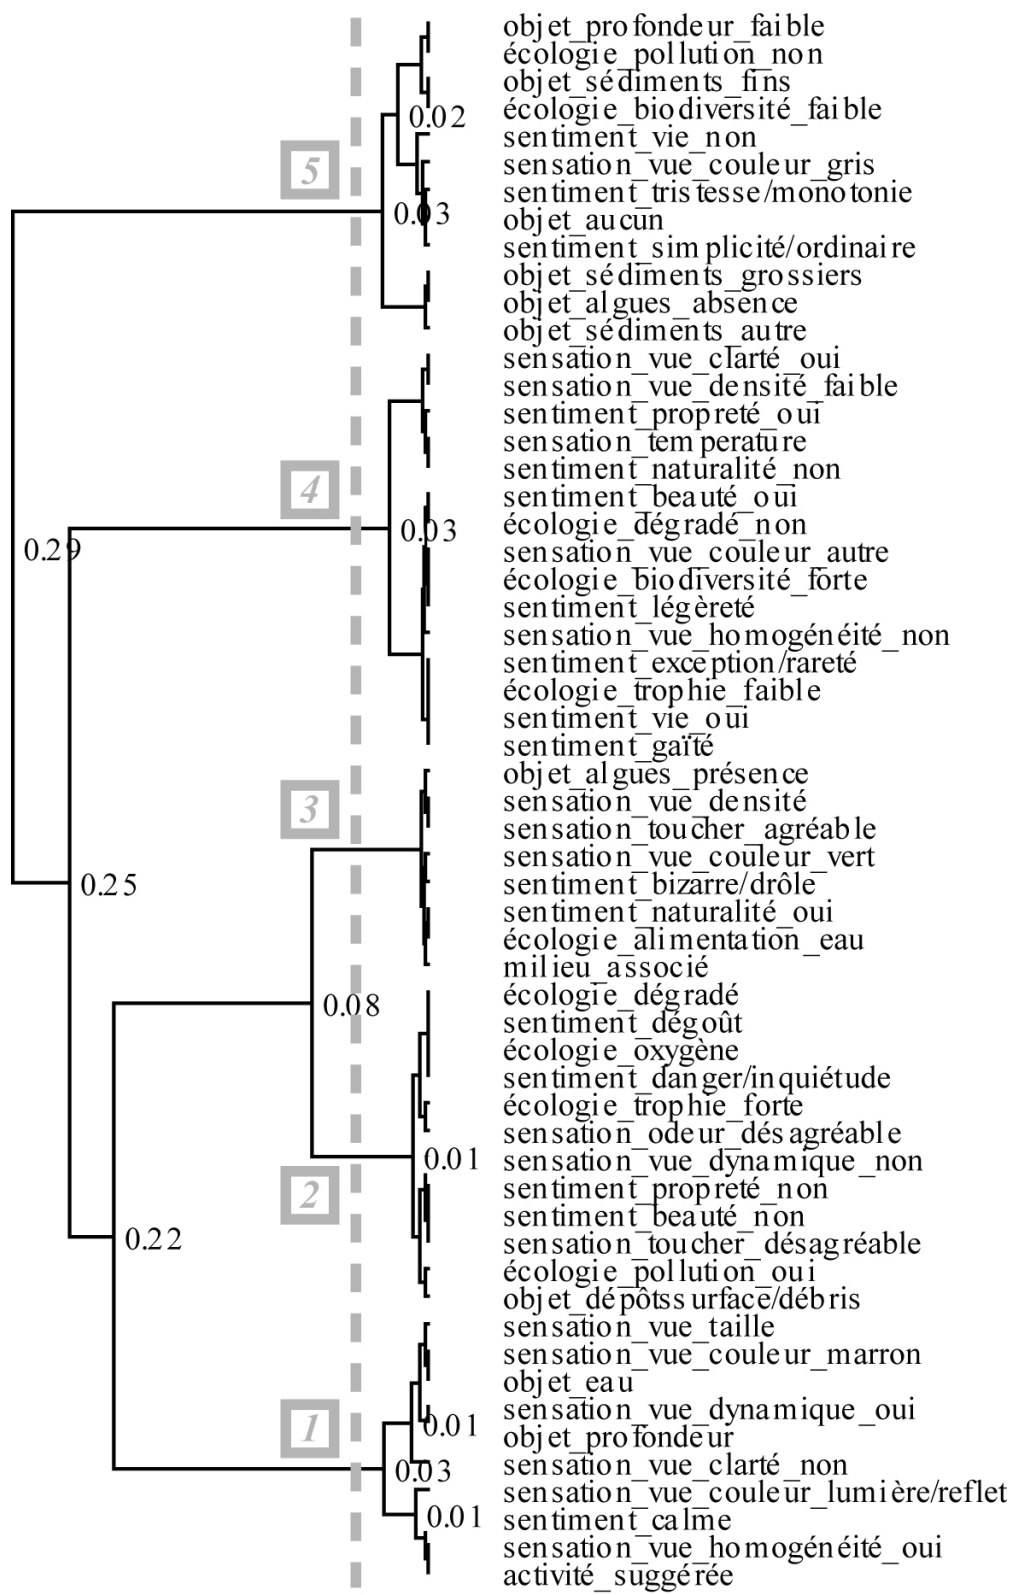 objet_profondeur_faible
écologie_pollution_non
objet_sédiments_fins
écologie_biodiversité_faible
0.02
sentiment_vie_non
5
sensation_vue_couleur_gris
sentiment_tristesse/monotonie
0.03
objet_aucun
sentiment_simplicité/ordinaire
objet_sédiments_grossiers
objet_algues_absence
objet_sédiments_autre
sensation_vue_clarté_oui
sensation_vue_densité_faible
sentiment_propreté_oui
sensation_temperature
sentiment_naturalité_non
4
sentiment_beauté_oui
0.03
écologie_dégradé_non
0.29
sensation_vue_couleur_autre
écologie_biodiversité_forte
sentiment_légèreté
sensation_vue_homogénéité_non
sentiment_exception/rareté
écologie_trophie_faible
sentiment_vie_oui
sentiment_gaïté
objet_algues_présence
3
sensation_vue_densité
sensation_toucher_agréable
sensation_vue_couleur_vert
0.25
sentiment_bizarre/drôle
sentiment_naturalité_oui
écologie_alimentation_eau
milieu_associé
0.08
écologie_dégradé
sentiment_dégoût
écologie_oxygène
sentiment_danger/inquiétude
écologie_trophie_forte
sensation_odeur_désagréable
0.01
sensation_vue_dynamique_non
2
sentiment_propreté_non
sentiment_beauté_non
0.22
sensation_toucher_désagréable
écologie_pollution_oui
objet_dépôtssurface/débris
sensation_vue_taille
sensation_vue_couleur_marron
objet_eau
sensation_vue_dynamique_oui
1
0.01
objet_profondeur
0.03
sensation_vue_clarté_non
sensation_vue_couleur_lumière/reflet
0.01
sentiment_calme
sensation_vue_homogénéité_oui
activité_suggérée